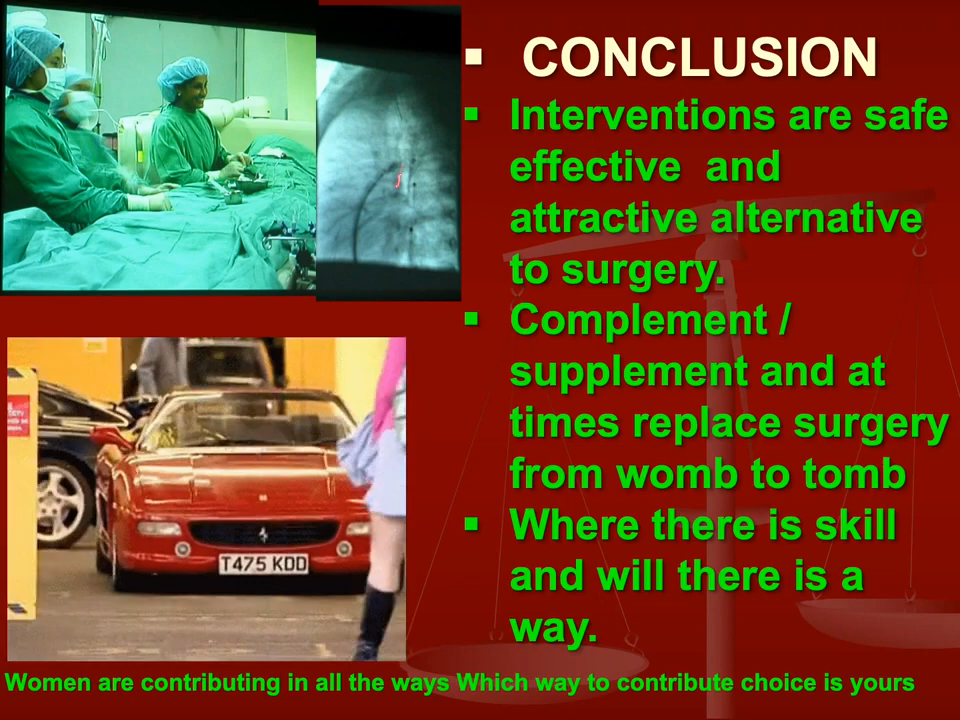 ▪ CONCLUSION
▪ Interventions are safe
effective and
attractive alternative
to surgery.
▪ Complement /
supplement and at
times replace surgery
from womb to tomb
▪ Where there is skill
and will there is a
way.
T475 KDD
Women are contributing in all the ways Which way to contribute choice is yours